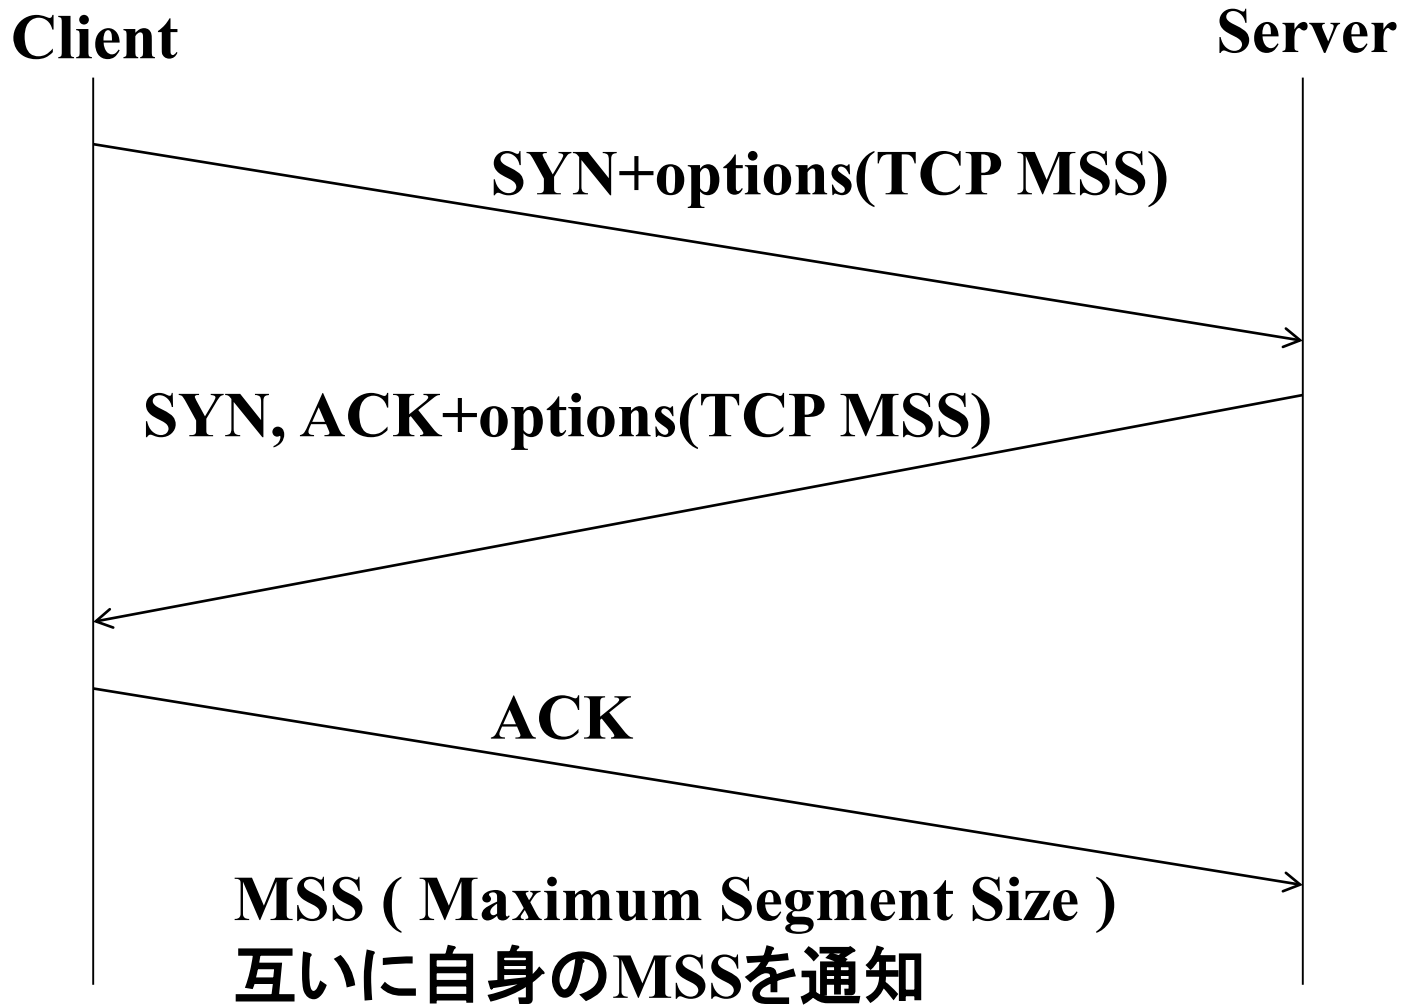 Client
Server
SYN+options(TCP MSS)
SYN, ACK+options(TCP MSS)
ACK
MSS ( Maximum Segment Size )
互いに自身のMSSを通知